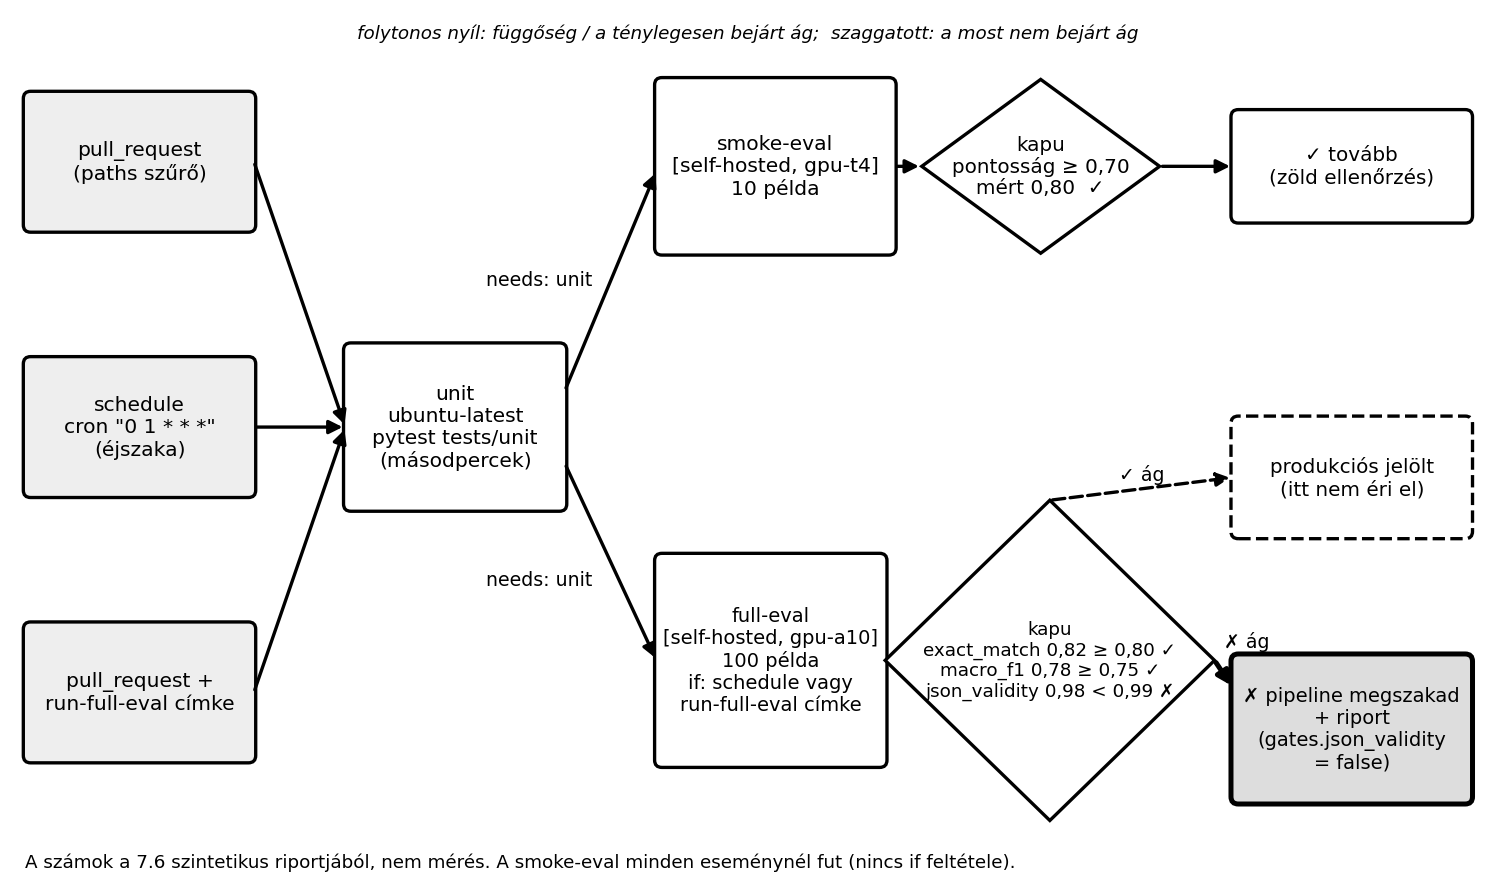 folytonos nyíl: függőség / a ténylegesen bejárt ág;  szaggatott: a most nem bejárt ág
pull_request
(paths szűrő)
schedule
cron "0 1 * * *"
(éjszaka)
pull_request +
run-full-eval címke
unit
ubuntu-latest
pytest tests/unit
(másodpercek)
needs: unit
needs: unit
smoke-eval
[self-hosted, gpu-t4]
10 példa
kapu
pontosság ≥ 0,70
mért 0,80 ✓
✓ tovább
(zöld ellenőrzés)
full-eval
[self-hosted, gpu-a10]
100 példa
if: schedule vagy
run-full-eval címke
kapu
exact_match 0,82 ≥ 0,80 ✓
macro_f1 0,78 ≥ 0,75 ✓
json_validity 0,98 < 0,99 ✗
✓ ág
produkciós jelölt
(itt nem éri el)
✗ ág
✗ pipeline megszakad
+ riport
(gates.json_validity
= false)
A számok a 7.6 szintetikus riportjából, nem mérés. A smoke-eval minden eseménynél fut (nincs if feltétele).